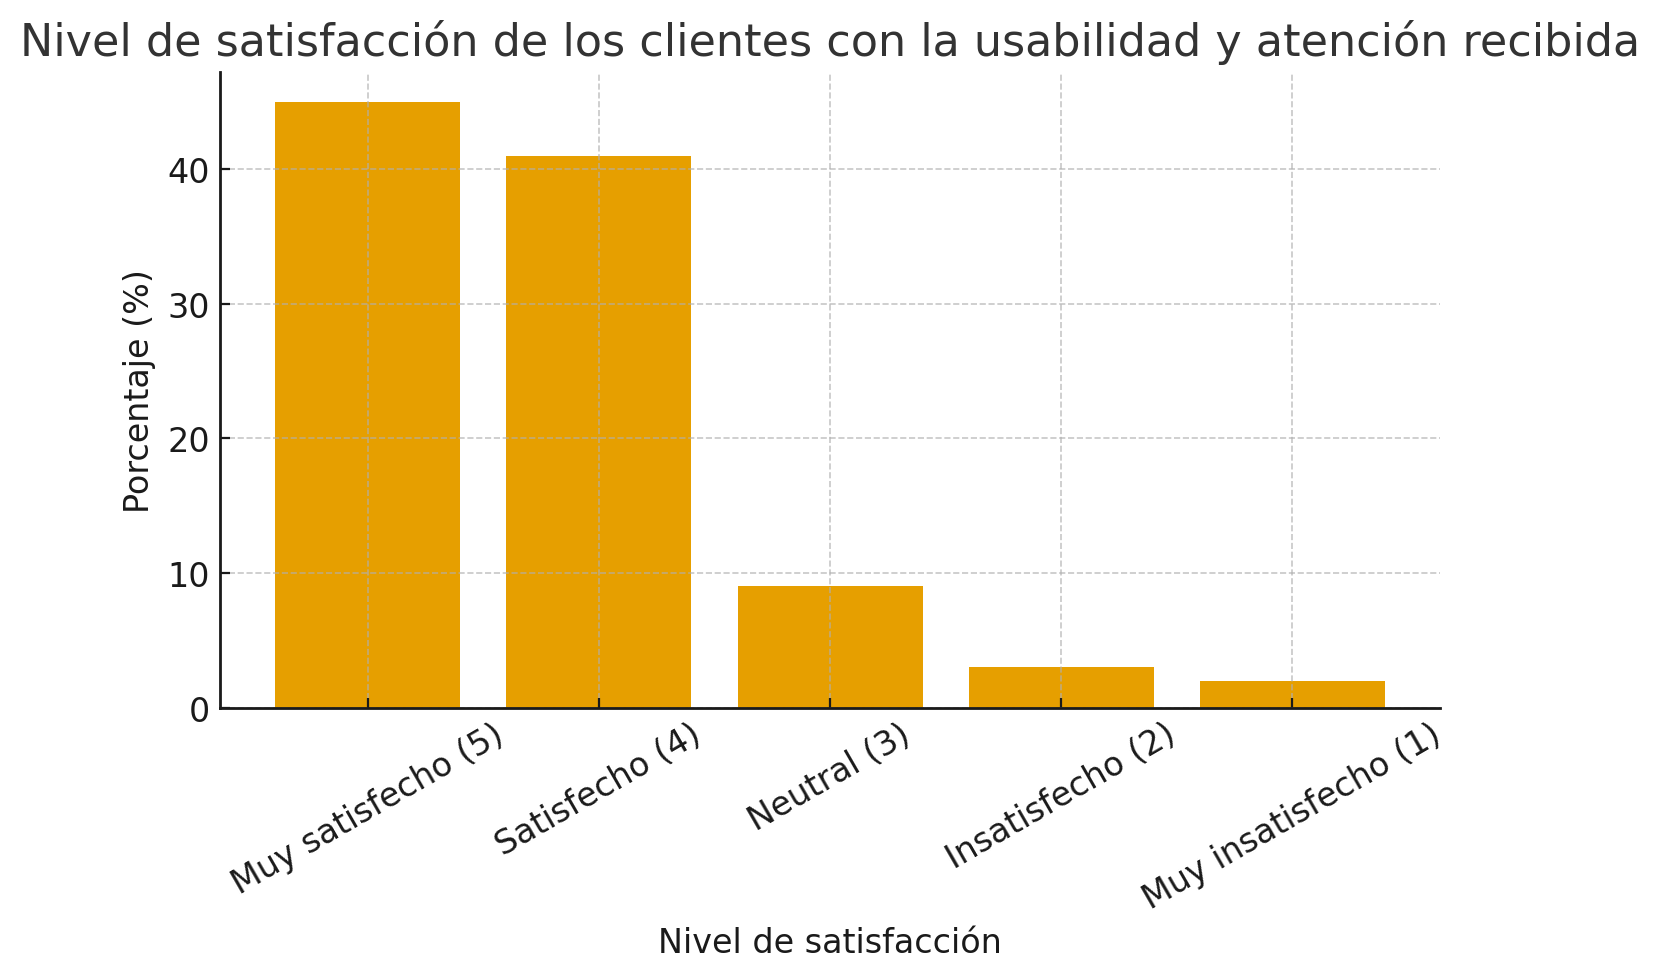 Nivel de satisfacción de los clientes con la usabilidad y atención recibida
Porcentaje (%)
40
30
20
10
0
Muy satisfecho (5)
Satisfecho (4)
Neutral (3)
Insatisfecho (2)
Muy insatisfecho (1)
Nivel de satisfacción